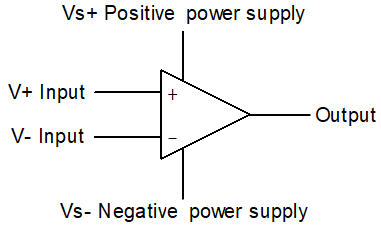 Vs+ Positive power supply
V+ Input
+
V- Input
−
Output
Vs- Negative power supply